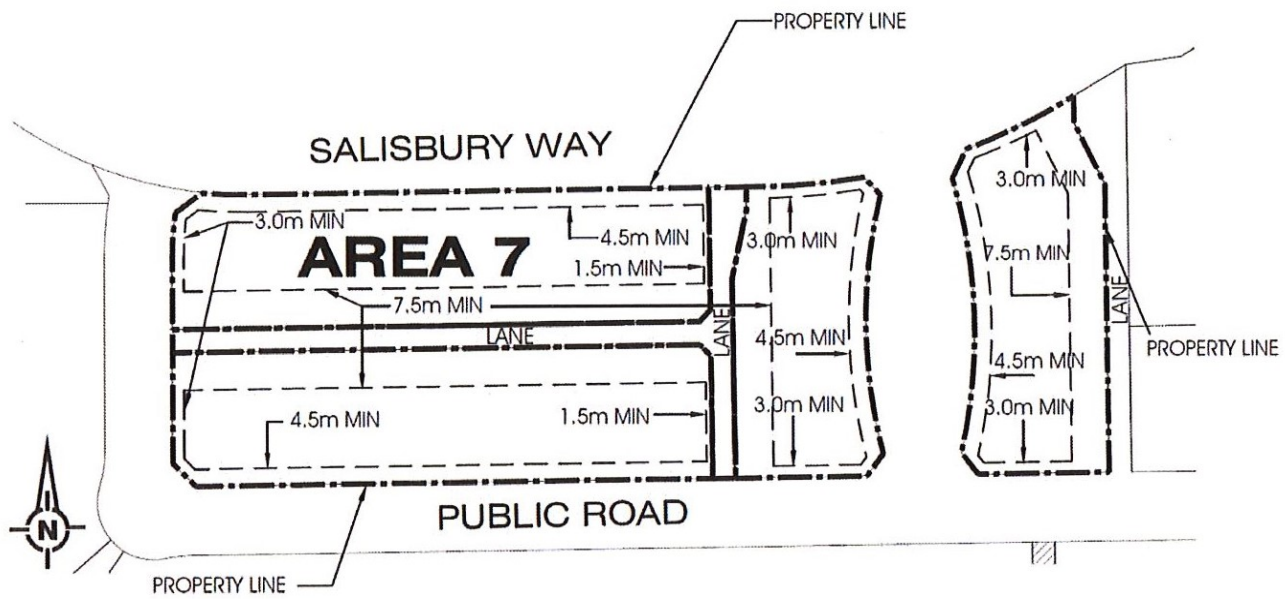 PROPERTY LINE
SALISBURY WAY
3.0m MIN
3.0m MIN
4.5m MIN
3.0m MIN
AREA 7
1.5m MIN
7.5m MIN
7.5m MIN
LANE
LANE
LANE
4.5m MIN
PROPERTY LINE
4.5m MIN
3.0m MIN
3.0m MIN
4.5m MIN
1.5m MIN
PUBLIC ROAD
N
PROPERTY LINE